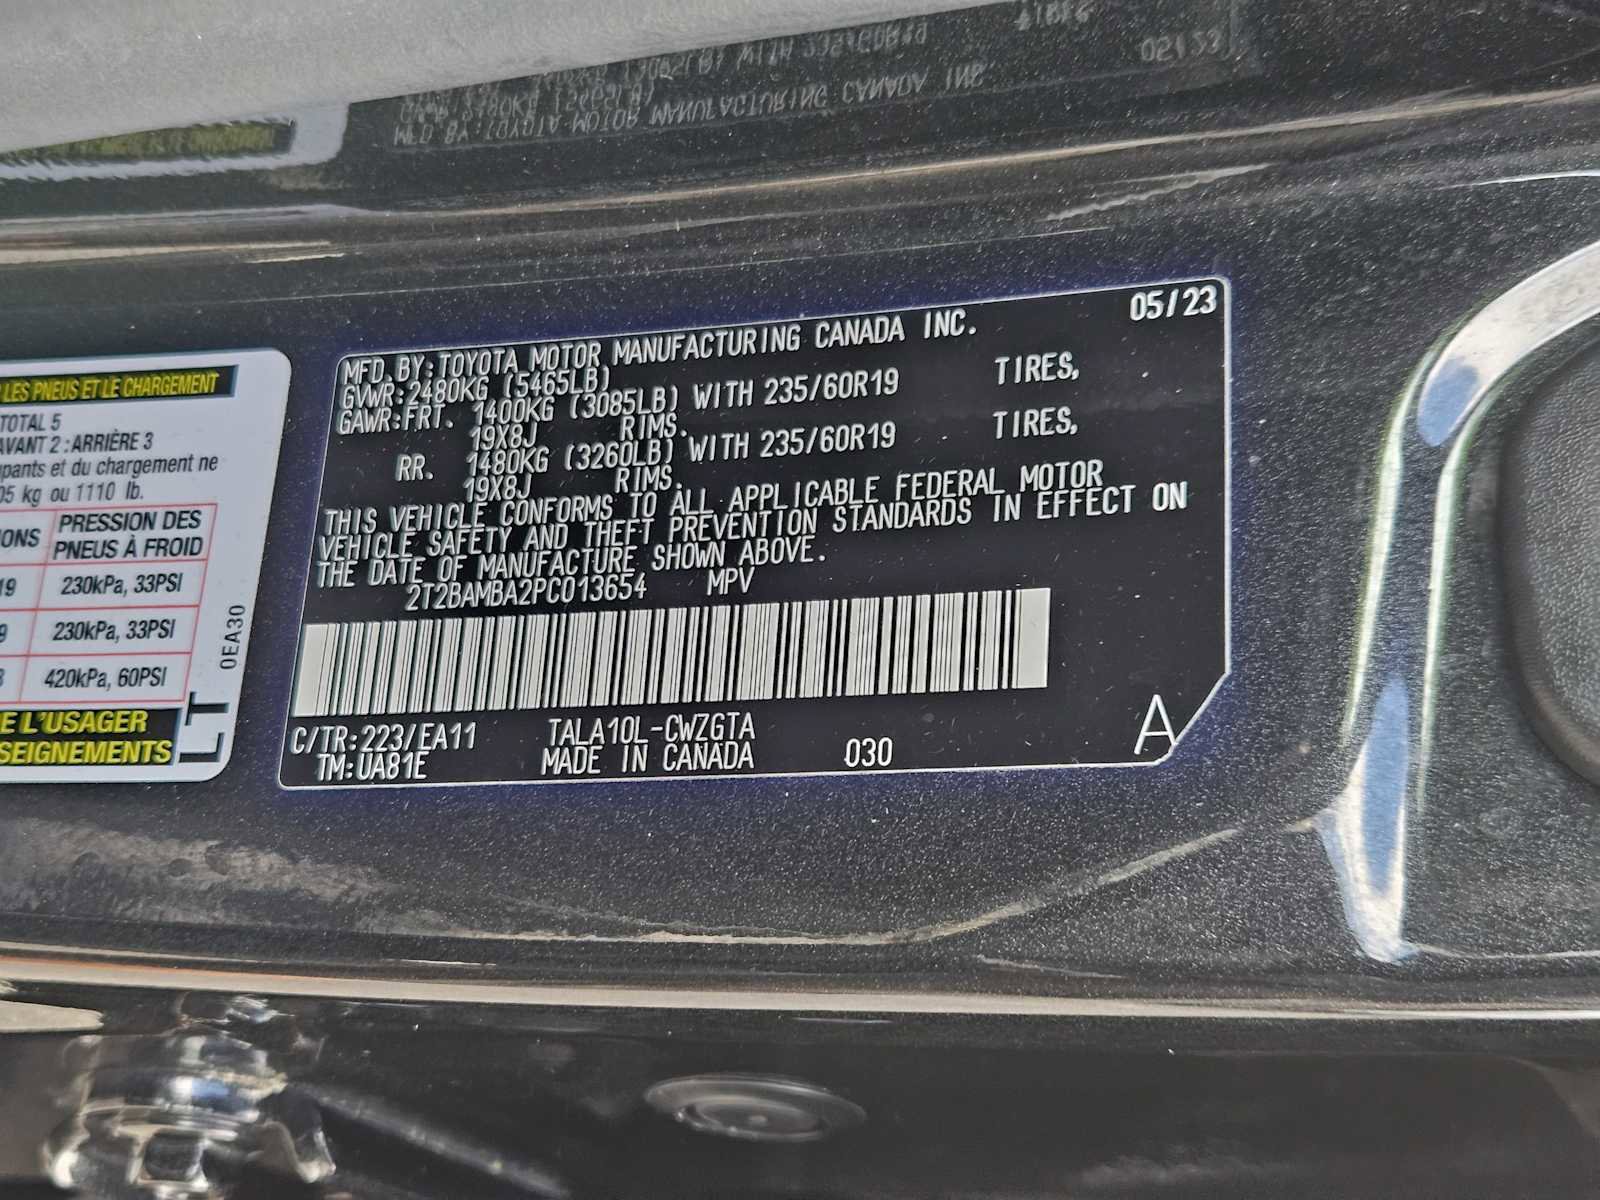 MFD. BY: TOYOTA MOTOR MANUFACTURING CANADA INC. 05/23
GVWR: 2480KG (5465LB)
GAWR: FRT. 1400KG (3085LB) WITH 235/60R19 TIRES,
19X8J RIMS.
RR. 1480KG (3260LB) WITH 235/60R19 TIRES,
19X8J RIMS.
THIS VEHICLE CONFORMS TO ALL APPLICABLE FEDERAL MOTOR
VEHICLE SAFETY AND THEFT PREVENTION STANDARDS IN EFFECT ON
THE DATE OF MANUFACTURE SHOWN ABOVE.
2T2BAMBA2PC013654 MPV
C/TR: 223/EA11 TALA10L-CWZGTA
TM: UA81E MADE IN CANADA 030 A
LES PNEUS ET LE CHARGEMENT
TOTAL 5
AVANT 2 : ARRIÈRE 3
et du chargement ne
kg ou 1110 lb.
PRESSION DES
PNEUS À FROID
19 230kPa, 33PSI
9 230kPa, 33PSI
420kPa, 60PSI
L'USAGER
0EA30
LT